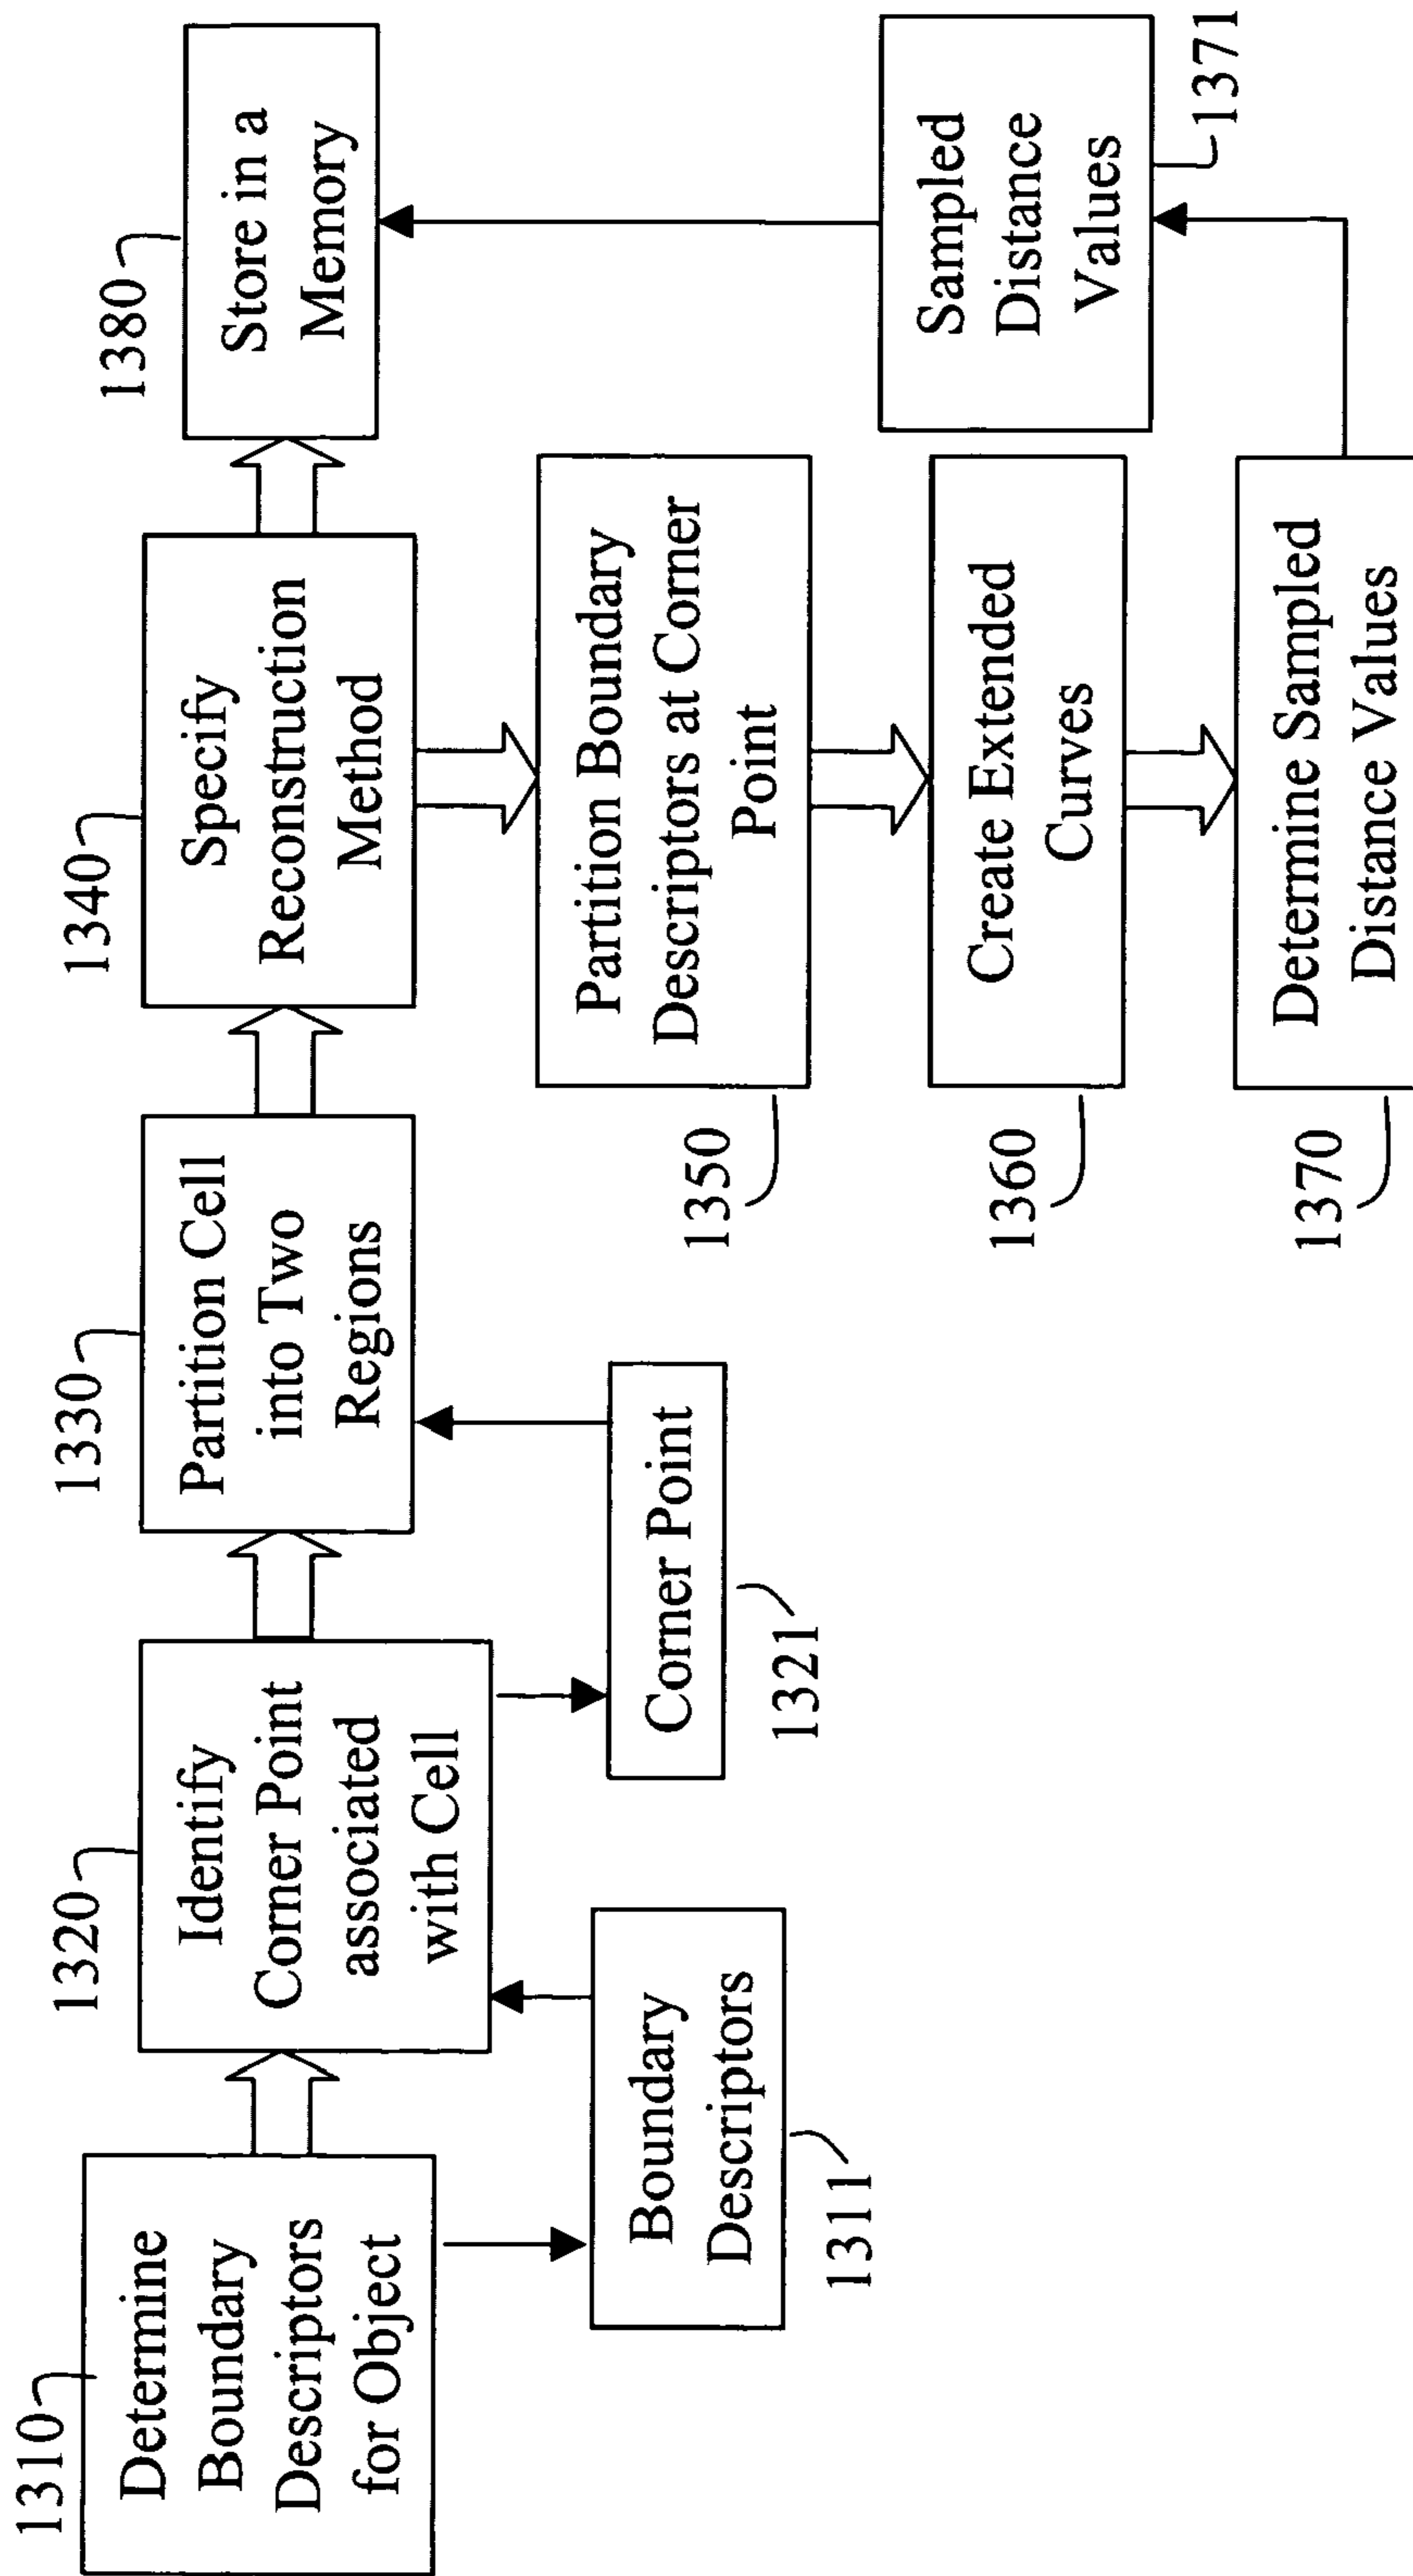 1310
Determine
Boundary
Descriptors
for Object
1311
Boundary
Descriptors
1320
Identify
Corner Point
associated
with Cell
1321
Corner Point
1330
Partition Cell
into Two
Regions
1340
Specify
Reconstruction
Method
1350
Partition Boundary
Descriptors at Corner
Point
1360
Create Extended
Curves
1370
Determine Sampled
Distance Values
1371
Sampled
Distance
Values
1380
Store in a
Memory